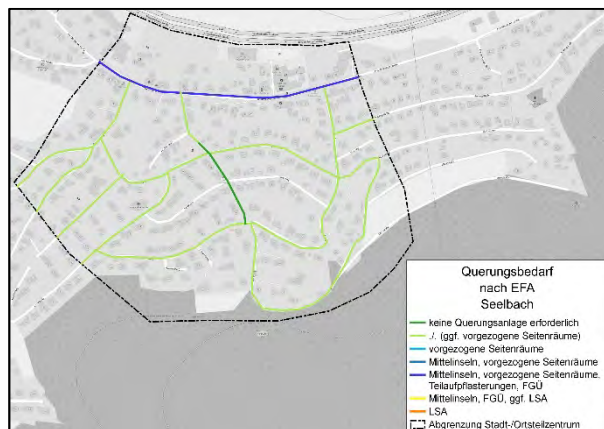 Querungsbedarf
nach EFA
Seelbach
keine Querungsanlage erforderlich
./. (ggf. vorgezogene Seitenräume)
vorgezogene Seitenräume
Mittelinseln, vorgezogene Seitenräume
Mittelinseln, vorgezogene Seitenräume,
Teilaufpflasterungen, FGÜ
Mittelinseln, FGÜ, ggf. LSA
LSA
Abgrenzung Stadt-/Ortsteilzentrum